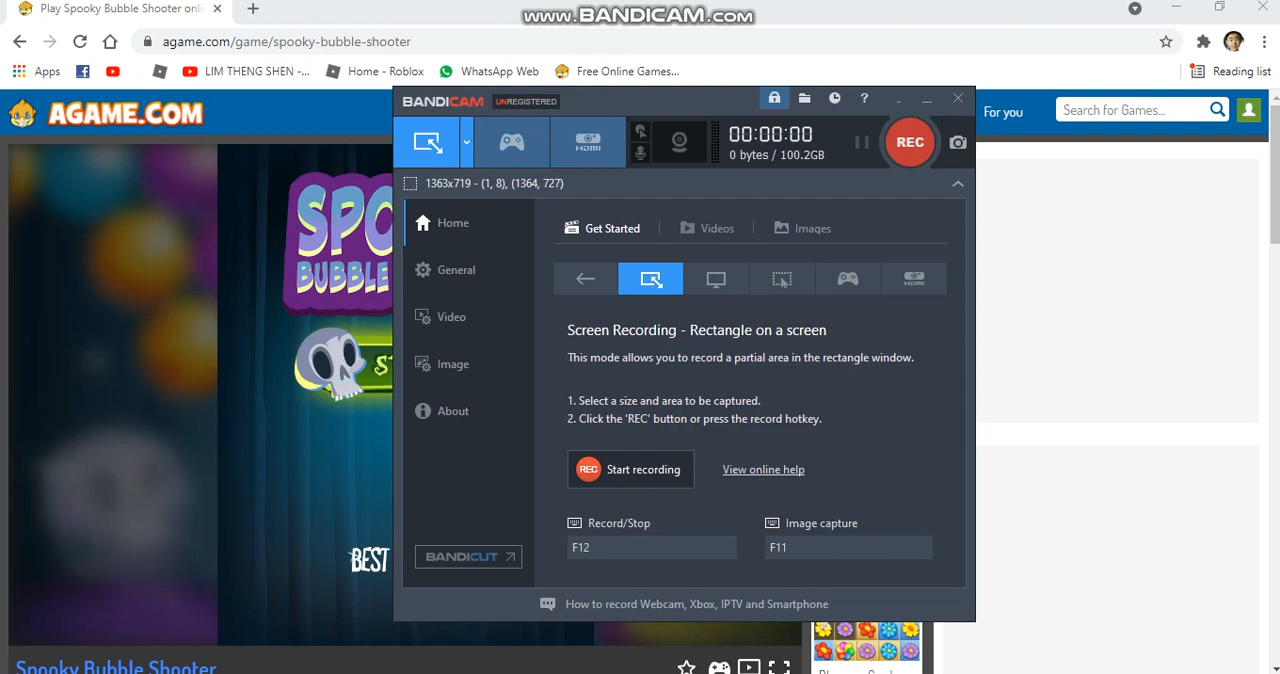 Play Spooky Bubble Shooter onli
www.BANDICAM.com
agame.com/game/spooky-bubble-shooter
Apps
LIM THENG SHEN -...
Home - Roblox
WhatsApp Web
Free Online Games...
Reading list
AGAME.COM
For you
Search for Games...
BANDICAM
UNREGISTERED
HDMI
00:00:00
0 bytes / 100.2GB
REC
1363x719 - (1, 8), (1364, 727)
SPO
BUBBLE
S
BEST
Home
General
Video
Image
About
BANDICUT
Get Started
Videos
Images
HDMI
Screen Recording - Rectangle on a screen
This mode allows you to record a partial area in the rectangle window.
1. Select a size and area to be captured.
2. Click the 'REC' button or press the record hotkey.
REC Start recording
View online help
Record/Stop
Image capture
F12
F11
How to record Webcam, Xbox, IPTV and Smartphone
Spooky Bubble Shooter